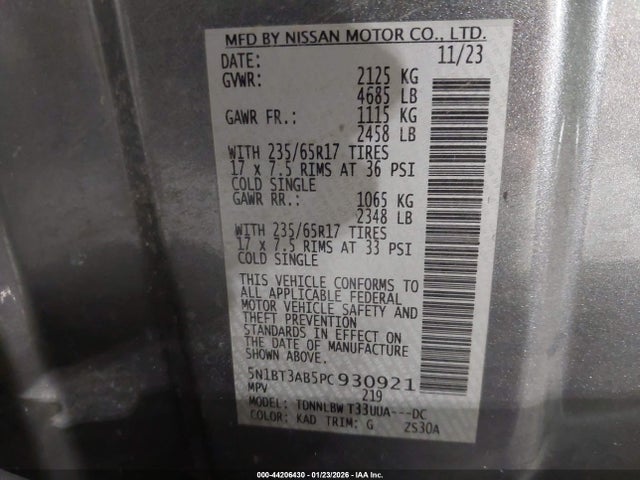 MFD BY NISSAN MOTOR CO., LTD.
DATE: 11/23
GVWR: 2125 KG
4685 LB
GAWR FR.: 1115 KG
2458 LB
WITH 235/65R17 TIRES
17 x 7.5 RIMS AT 36 PSI
COLD SINGLE
GAWR RR.: 1065 KG
2348 LB
WITH 235/65R17 TIRES
17 x 7.5 RIMS AT 33 PSI
COLD SINGLE
THIS VEHICLE CONFORMS TO
ALL APPLICABLE FEDERAL
MOTOR VEHICLE SAFETY AND
THEFT PREVENTION
STANDARDS IN EFFECT ON
THE DATE OF MANUFACTURE
SHOWN ABOVE.
5N1BT3AB5PC930921
MPV 219
MODEL: TONNLBW T33UUA---DC
COLOR: KAD TRIM: G ZS30A
000-44206430 - 01/23/2026 - IAA Inc.